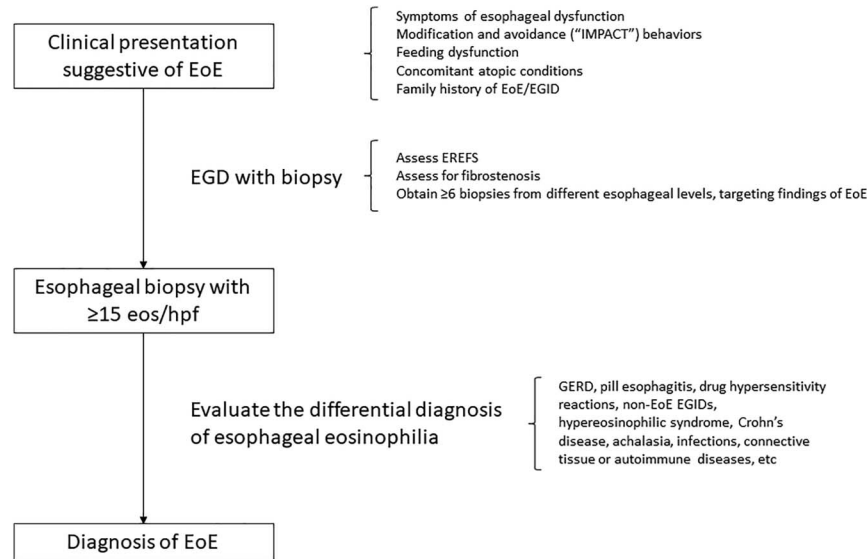 Clinical presentation
suggestive of EoE
Symptoms of esophageal dysfunction
Modification and avoidance (“IMPACT”) behaviors
Feeding dysfunction
Concomitant atopic conditions
Family history of EoE/EGID
EGD with biopsy
Assess EREFS
Assess for fibrostenosis
Obtain ≥6 biopsies from different esophageal levels, targeting findings of EoE
Esophageal biopsy with
≥15 eos/hpf
Evaluate the differential diagnosis
of esophageal eosinophilia
GERD, pill esophagitis, drug hypersensitivity
reactions, non-EoE EGIDs,
hypereosinophilic syndrome, Crohn’s
disease, achalasia, infections, connective
tissue or autoimmune diseases, etc
Diagnosis of EoE